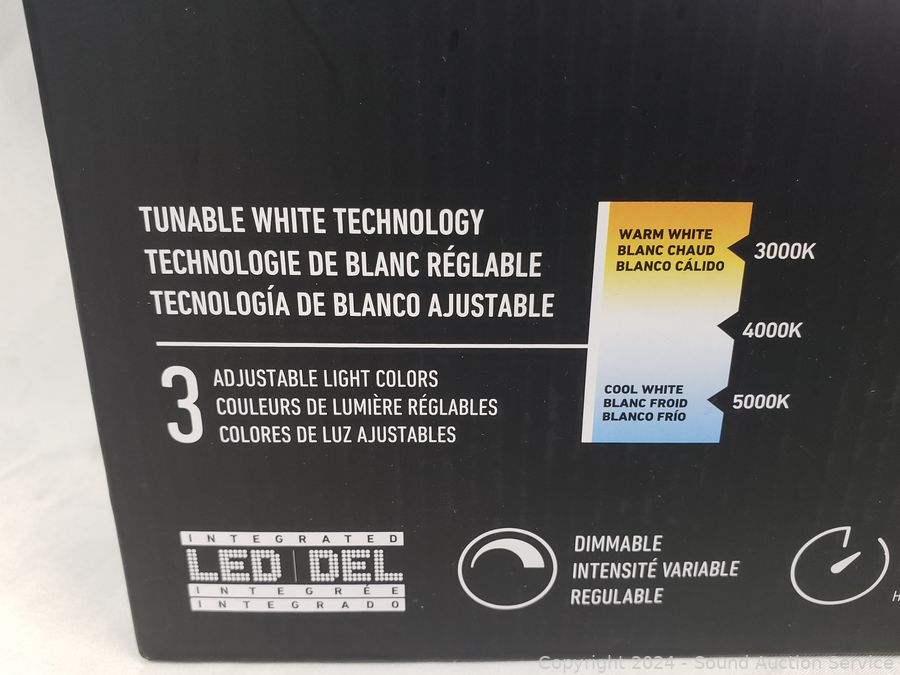 TUNABLE WHITE TECHNOLOGY
TECHNOLOGIE DE BLANC RÉGLABLE
TECNOLOGÍA DE BLANCO AJUSTABLE
WARM WHITE
BLANC CHAUD
BLANCO CÁLIDO
3000K
4000K
COOL WHITE
BLANC FROID
BLANCO FRÍO
5000K
3
ADJUSTABLE LIGHT COLORS
COULEURS DE LUMIÈRE RÉGLABLES
COLORES DE LUZ AJUSTABLES
INTEGRATED
LED | DEL
INTEGRÉE
INTEGRADO
DIMMABLE
INTENSITÉ VARIABLE
REGULABLE
H
Copyright 2024 - Sound Auction Service